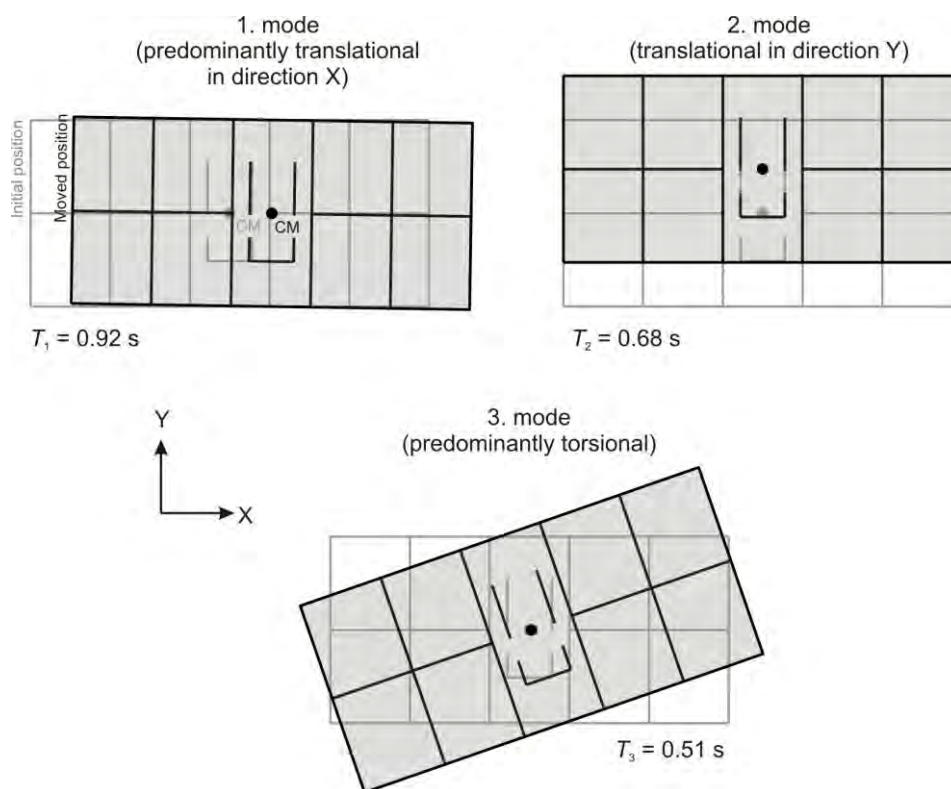 1. mode
(predominantly translational
in direction X)
2. mode
(translational in direction Y)
Initial position
Moved position
CM
CM
T₁ = 0.92 s
T₂ = 0.68 s
3. mode
(predominantly torsional)
Y
X
T₃ = 0.51 s